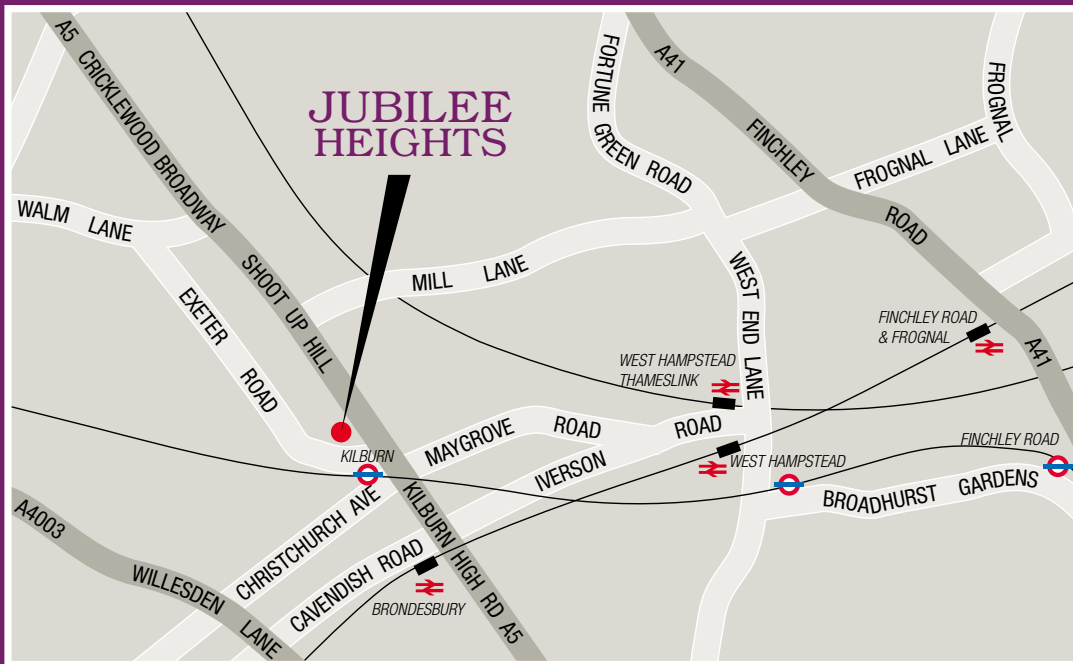 A5 CRICKLEWOOD BROADWAY
A41
FORTUNE GREEN ROAD
FROGNAL
JUBILEE
HEIGHTS
FINCHLEY ROAD
FROGNAL LANE
WALM LANE
SHOOT UP HILL
MILL LANE
WEST END LANE
EXETER ROAD
FINCHLEY ROAD
& FROGNAL
A41
WEST HAMPSTEAD
THAMESLINK
MAYGROVE ROAD
IVERSON ROAD
KILBURN
WEST HAMPSTEAD
FINCHLEY ROAD
BROADHURST GARDENS
A4003
CHRISTCHURCH AVE
KILBURN HIGH RD A5
WILLESDEN LANE
CAVENDISH ROAD
BRONDESBURY